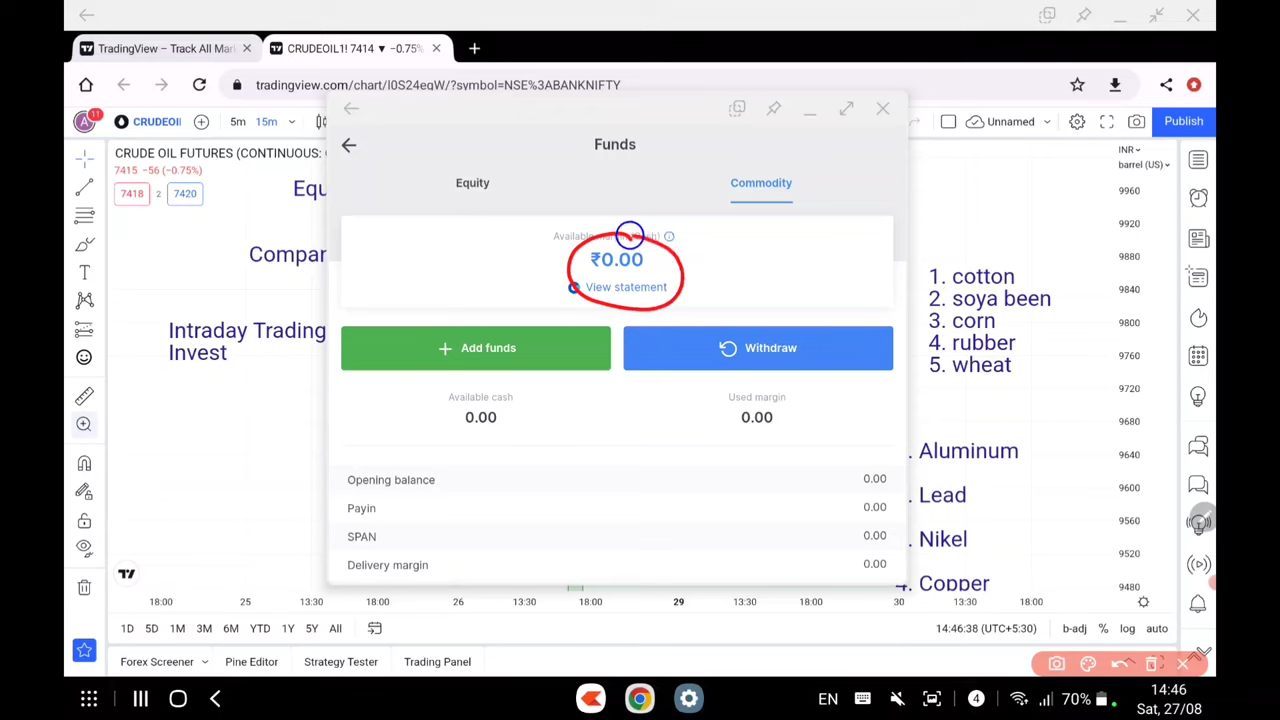 TradingView – Track All Mar
CRUDEOIL1! 7414 ▼ −0.75%
tradingview.com/chart/I0S24eqW/?symbol=NSE%3ABANKNIFTY
A
11
CRUDEOI
5m
15m
Unnamed
Publish
CRUDE OIL FUTURES (CONTINUOUS:
7415 −56 (−0.75%)
7418
2
7420
Equ
Compar
Intraday Trading
Invest
Funds
Equity
Commodity
₹0.00
View statement
+ Add funds
Withdraw
Available cash
0.00
Used margin
0.00
Opening balance
0.00
Payin
0.00
SPAN
0.00
Delivery margin
0.00
1. cotton
2. soya been
3. corn
4. rubber
5. wheat
. Aluminum
. Lead
. Nikel
4. Copper
INR
barrel (US)
9960
9920
9880
9840
9800
9760
9720
9680
9640
9600
9560
9520
9480
18:00
25
13:30
18:00
26
13:30
18:00
29
13:30
18:00
30
13:30
18:00
1D
5D
1M
3M
6M
YTD
1Y
5Y
All
14:46:38 (UTC+5:30)
b-adj
%
log
auto
Forex Screener
Pine Editor
Strategy Tester
Trading Panel
EN
4
70%
14:46
Sat, 27/08